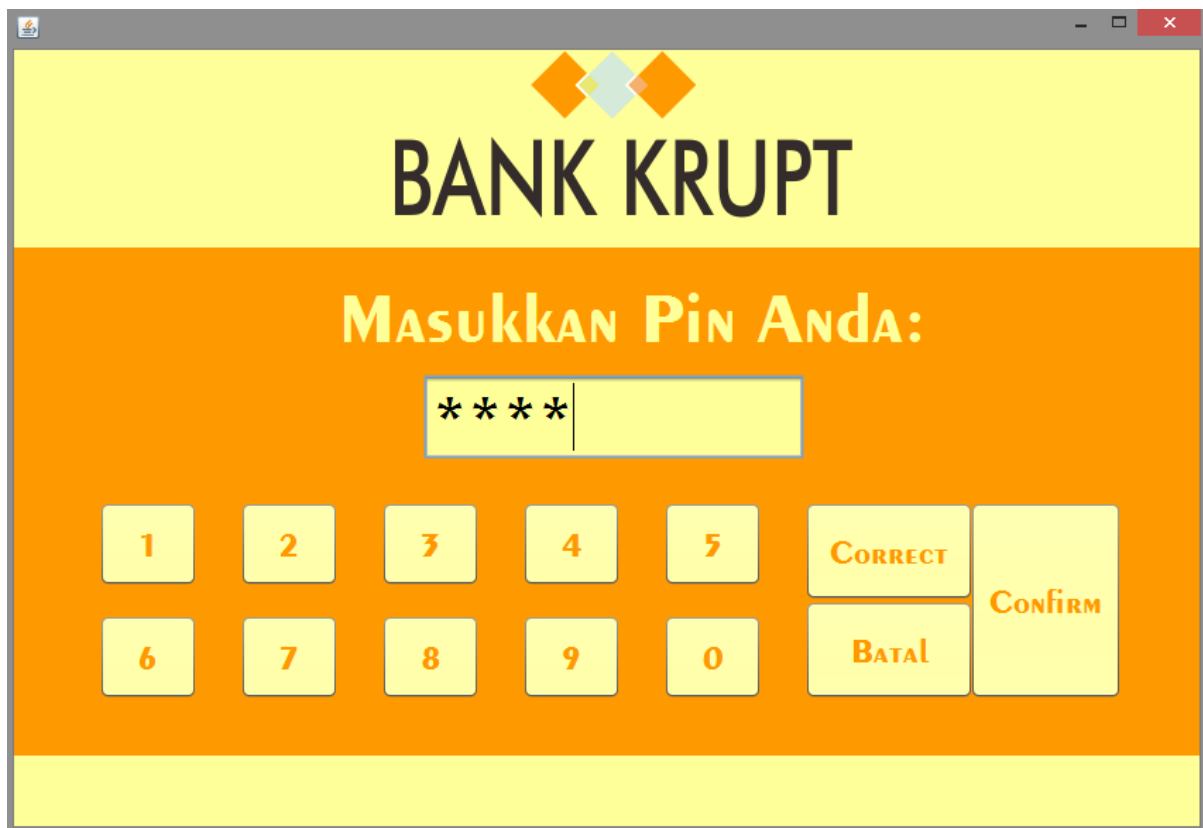 BANK KRUPT
Masukkan Pin Anda:
****
1 2 3 4 5 Correct
Confirm
6 7 8 9 0 Batal